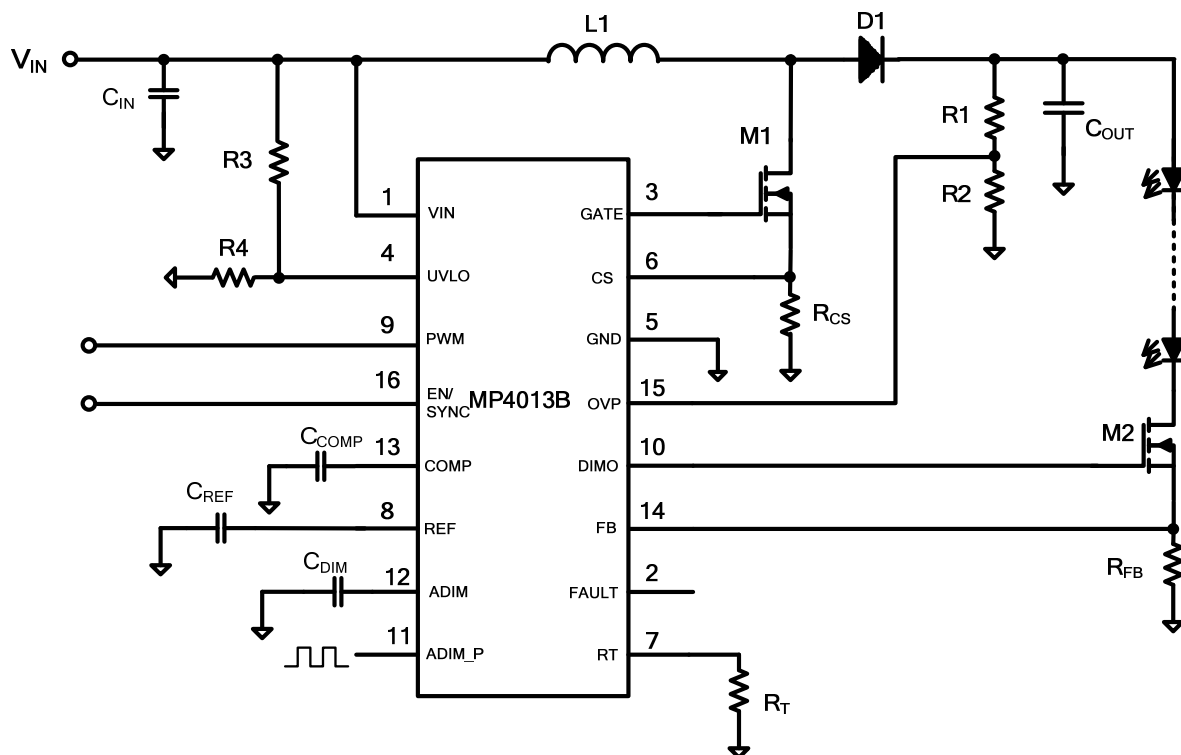 L1
D1
VIN
CIN
R1
COUT
M1
R3
R2
1
VIN
3
GATE
R4
4
UVLO
6
CS
RCS
9
PWM
5
GND
16
EN/
SYNC
MP4013B
15
OVP
M2
CCOMP
13
COMP
10
DIMO
CREF
8
REF
14
FB
RFB
CDIM
12
ADIM
2
FAULT
11
ADIM_P
7
RT
RT